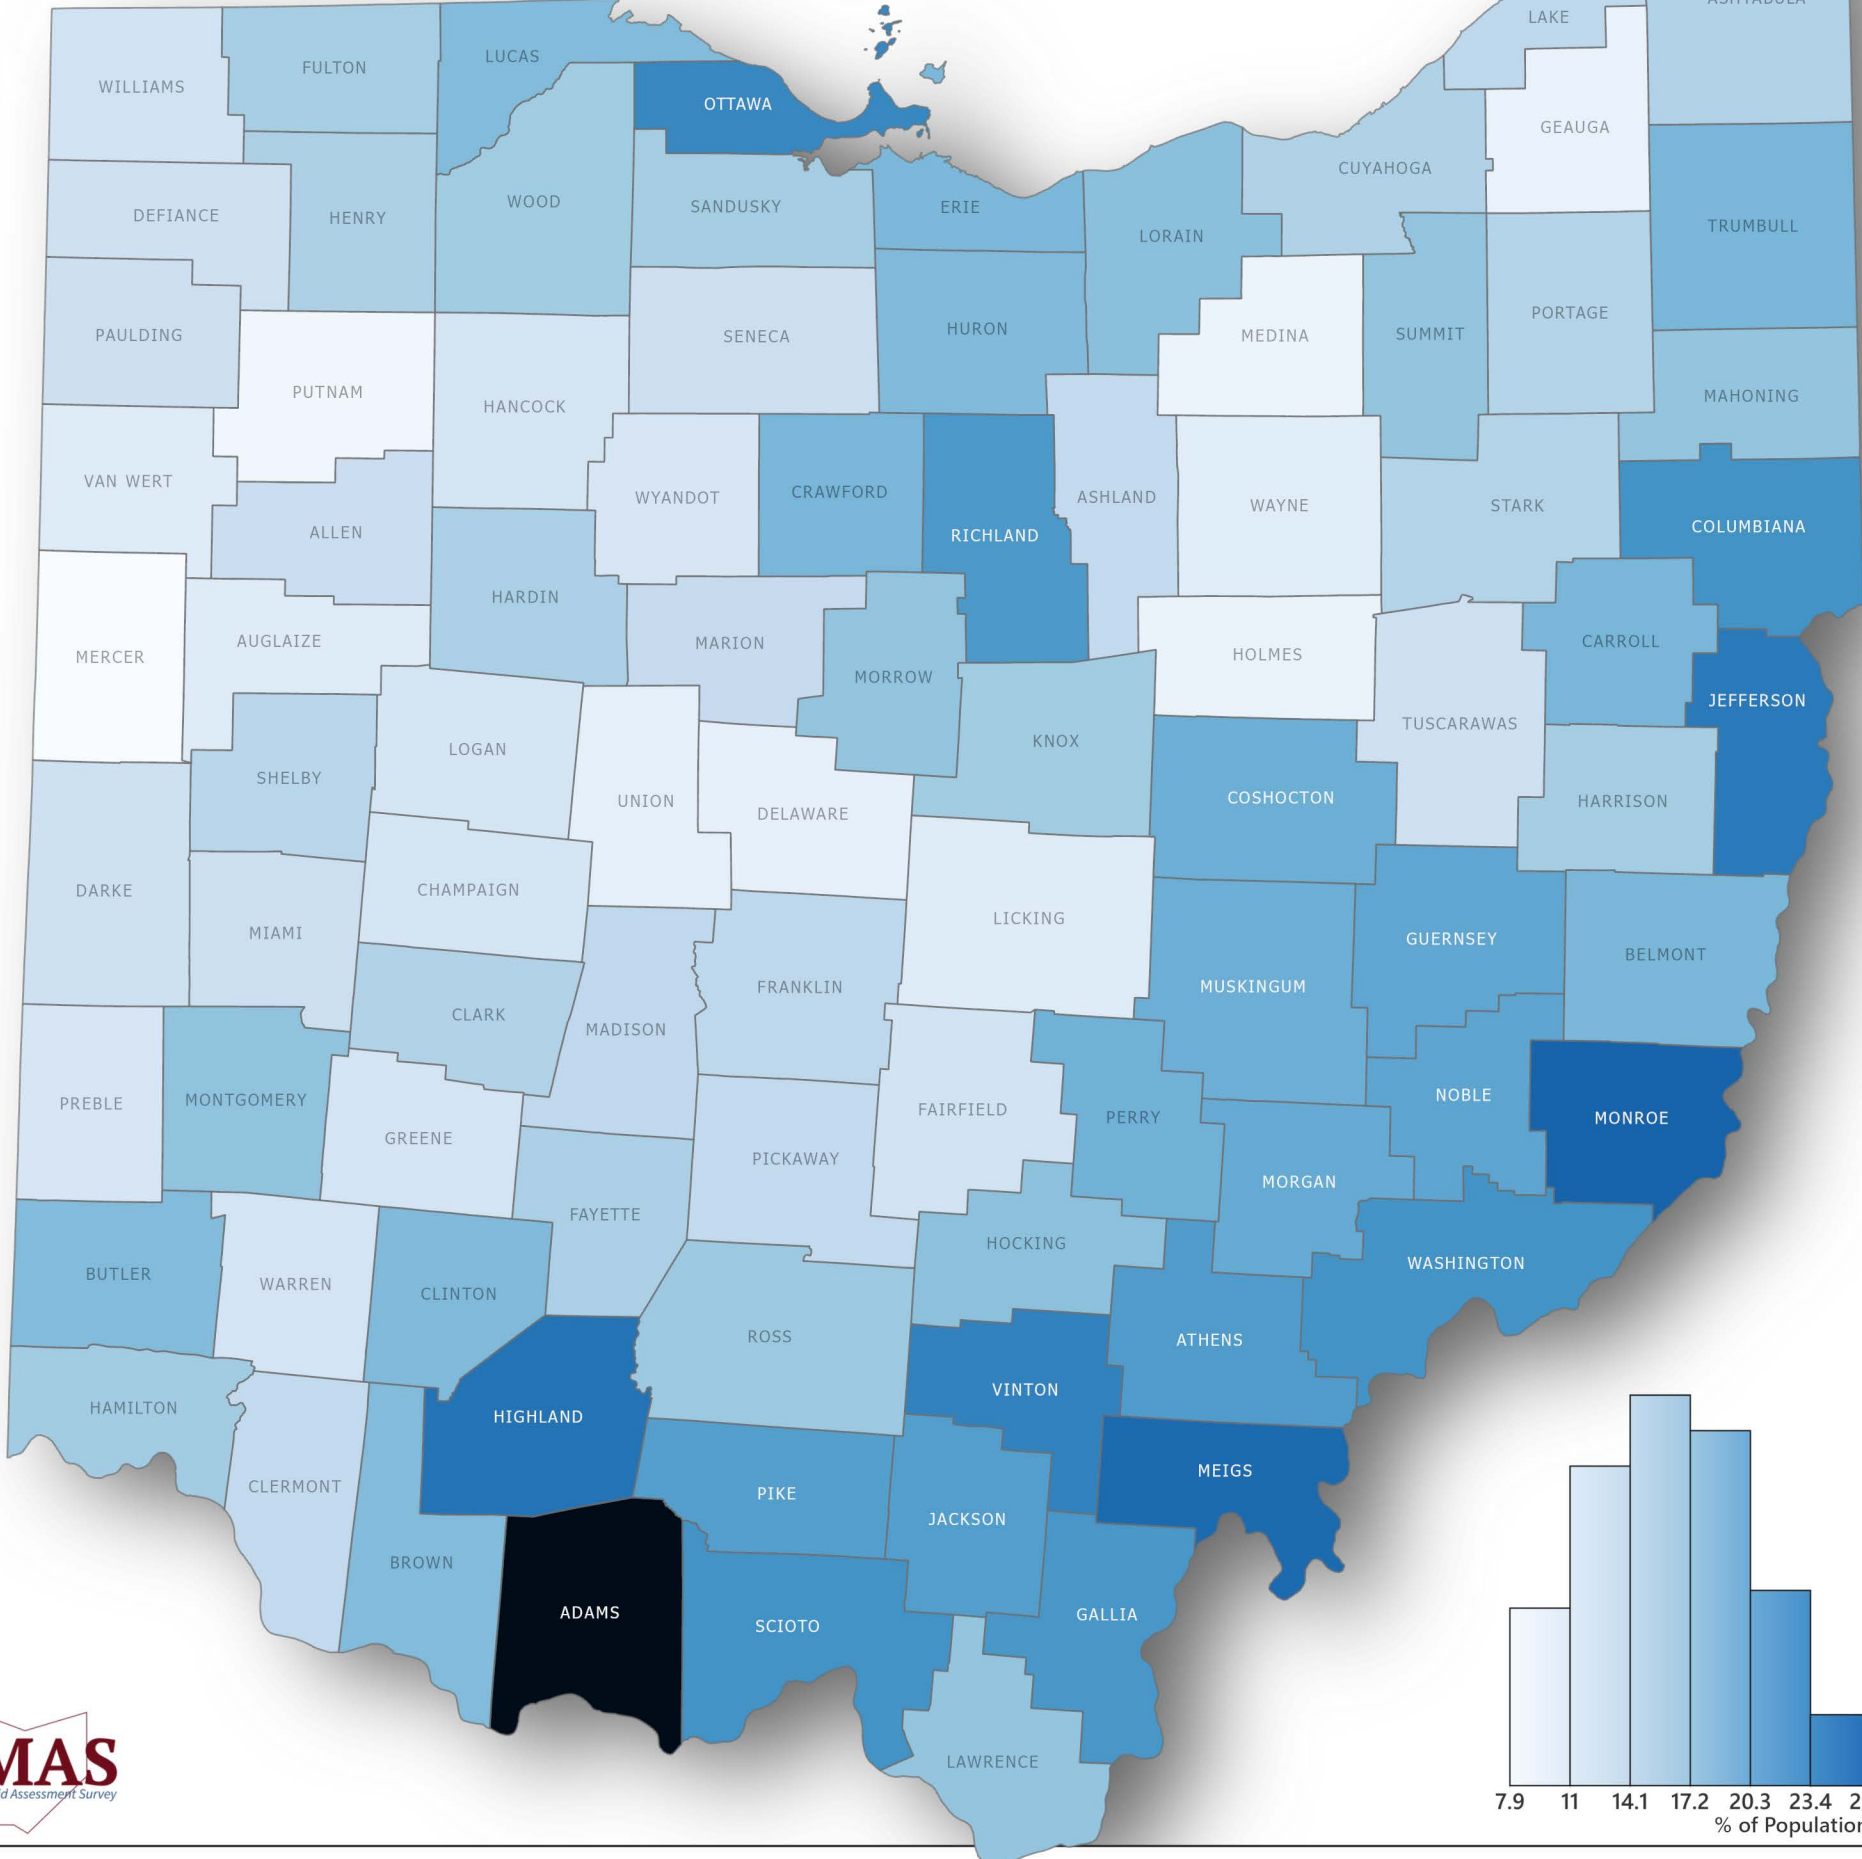 LAKE
WILLIAMS
FULTON
LUCAS
OTTAWA
GEAUGA
DEFIANCE
HENRY
WOOD
SANDUSKY
ERIE
LORAIN
CUYAHOGA
TRUMBULL
PAULDING
PUTNAM
HANCOCK
SENECA
HURON
MEDINA
SUMMIT
PORTAGE
MAHONING
VAN WERT
ALLEN
HARDIN
WYANDOT
CRAWFORD
RICHLAND
ASHLAND
WAYNE
STARK
COLUMBIANA
MERCER
AUGLAIZE
MARION
MORROW
HOLMES
TUSCARAWAS
CARROLL
JEFFERSON
SHELBY
LOGAN
UNION
DELAWARE
KNOX
COSHOCTON
HARRISON
DARKE
MIAMI
CHAMPAIGN
LICKING
MUSKINGUM
GUERNSEY
BELMONT
CLARK
MADISON
FRANKLIN
PREBLE
MONTGOMERY
GREENE
PICKAWAY
FAIRFIELD
PERRY
NOBLE
MONROE
MORGAN
FAYETTE
HOCKING
WASHINGTON
BUTLER
WARREN
CLINTON
ROSS
ATHENS
VINTON
HAMILTON
HIGHLAND
CLERMONT
PIKE
JACKSON
MEIGS
BROWN
ADAMS
SCIOTO
GALLIA
LAWRENCE
MAS
Assessment Survey
7.9 11 14.1 17.2 20.3 23.4
% of Population